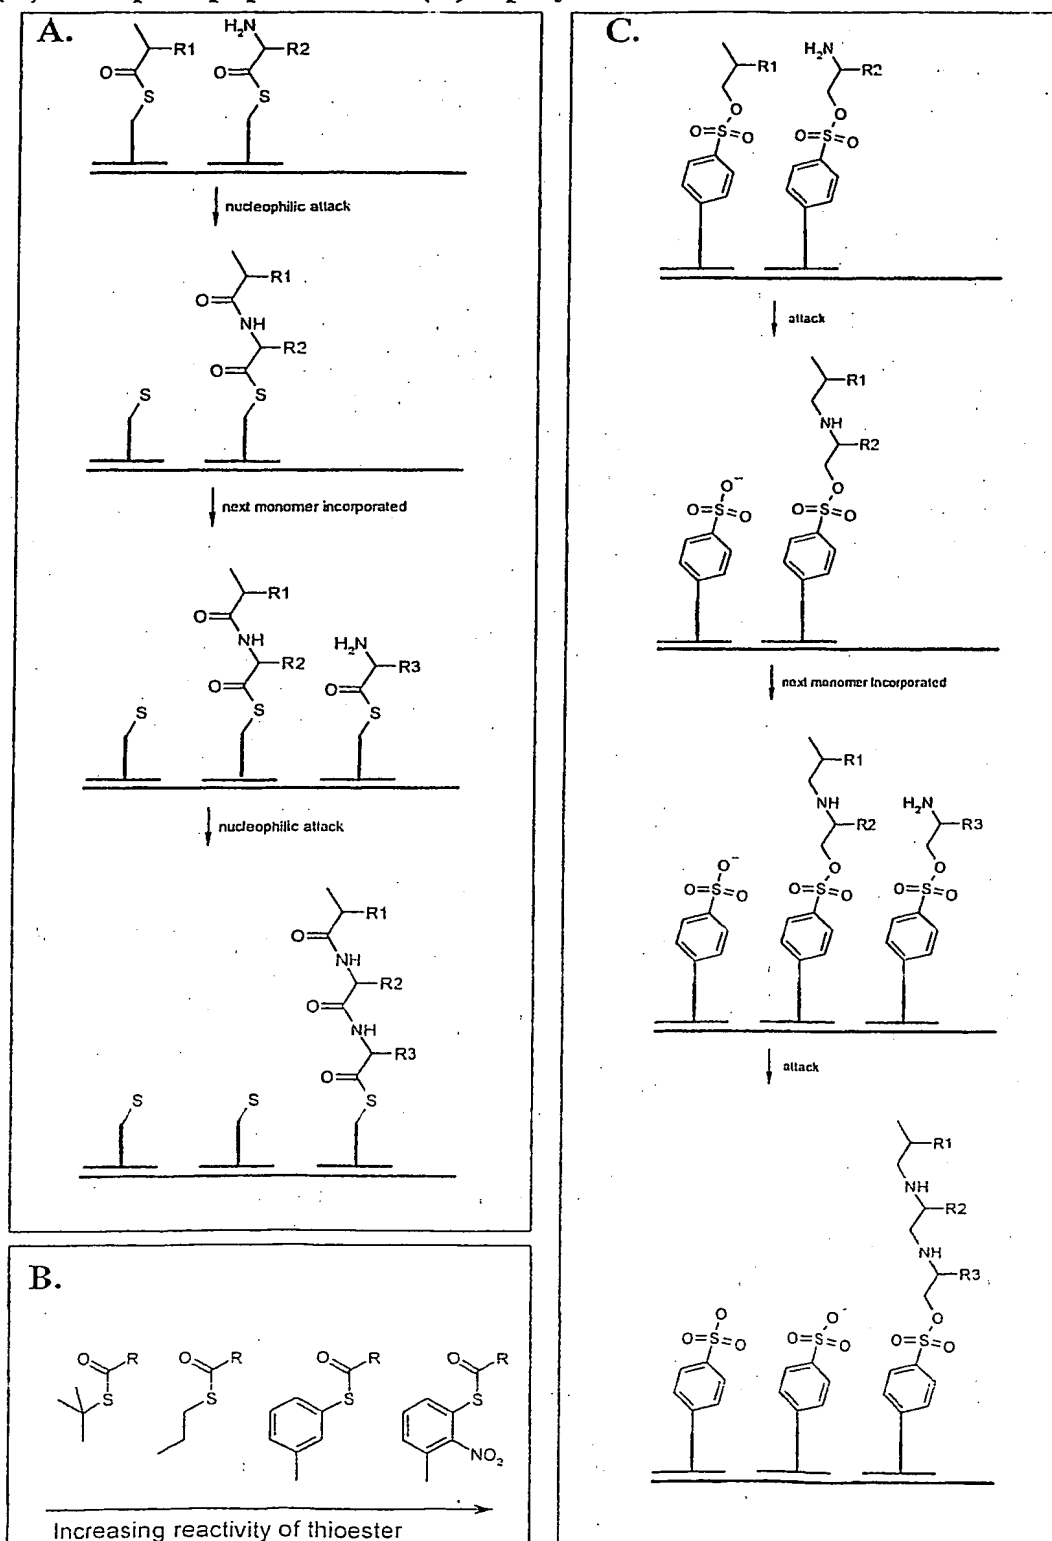 A.
R1
H₂N
R2
O
O
S
S
nucleophilic attack
R1
O
NH
R2
O
S
S
next monomer incorporated
R1
O
NH
H₂N
R2
R3
O
O
S
S
S
nucleophilic attack
R1
O
NH
R2
O
NH
R3
O
S
S
S
B.
O
R
O
R
O
R
O
R
S
S
S
S
NO₂
Increasing reactivity of thioester
C.
R1
H₂N
R2
O
O
O=S=O
O=S=O
attack
R1
NH
R2
O⁻
O
O=S=O
O=S=O
next monomer incorporated
R1
NH
H₂N
R2
R3
O⁻
O
O
O=S=O
O=S=O
O=S=O
attack
R1
NH
R2
NH
R3
O
O⁻
O
O=S=O
O=S=O
O=S=O